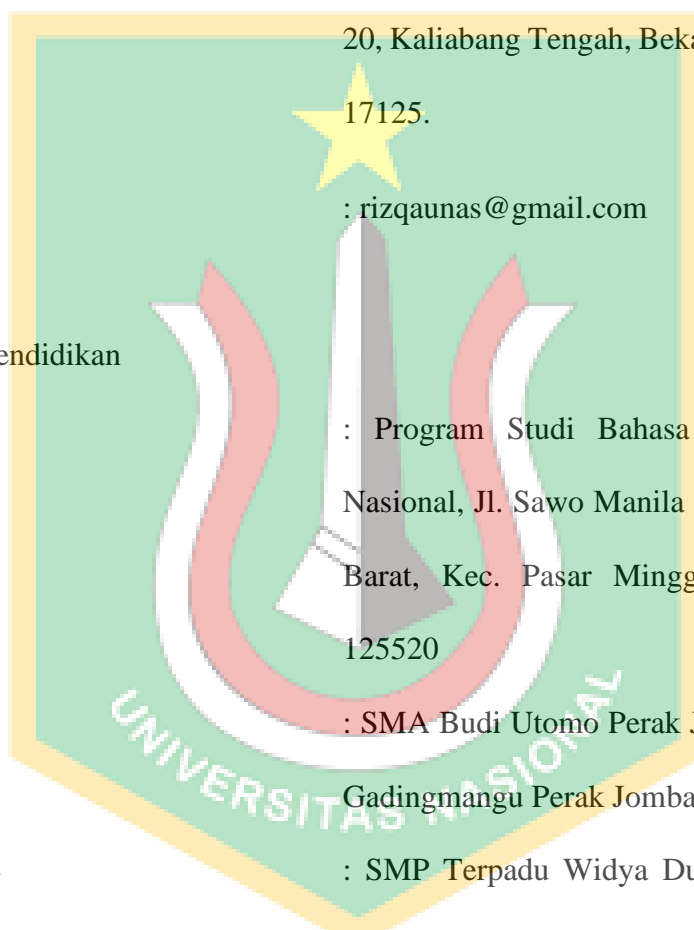 20, Kaliabang Tengah, Beka
17125.
: rizqaunas@gmail.com
endidikan
: Program Studi Bahasa
Nasional, Jl. Sawo Manila
Barat, Kec. Pasar Mingg
125520
: SMA Budi Utomo Perak J
Gadingmangu Perak Jomba
: SMP Terpadu Widya Du
UNIVERSITAS NASIONAL